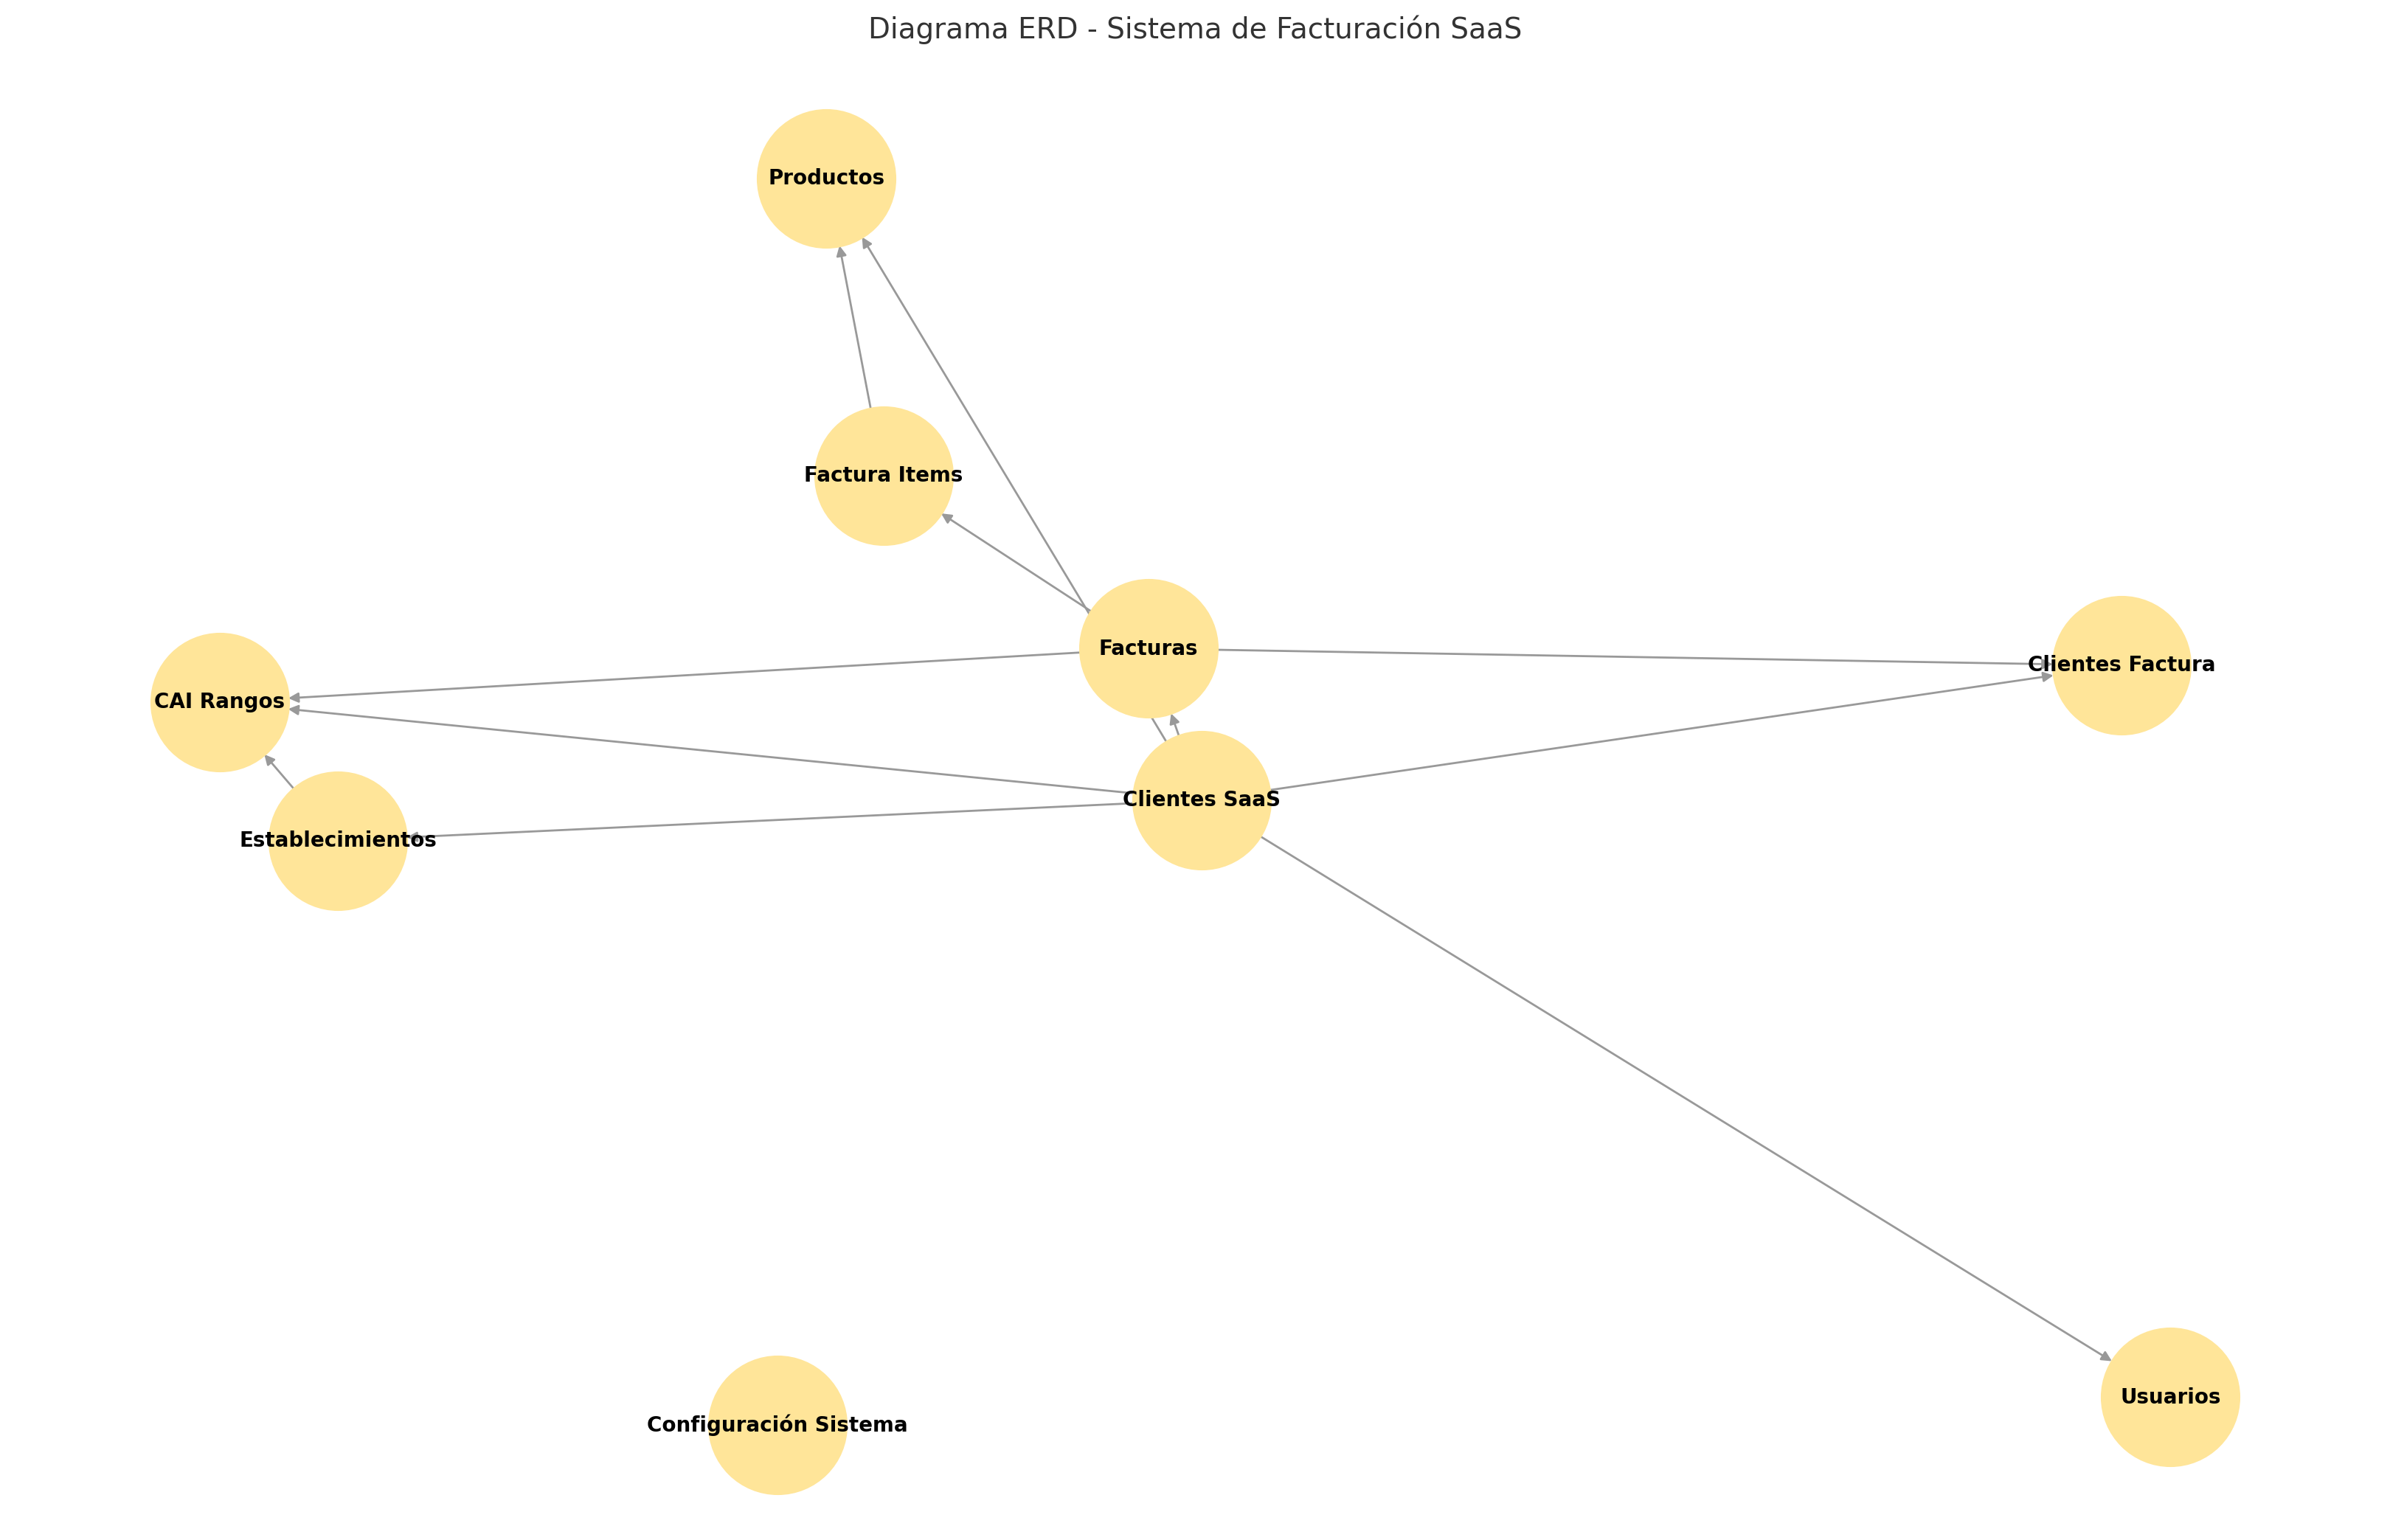 Diagrama ERD - Sistema de Facturación SaaS
Productos
Factura Items
Facturas
Clientes Factura
CAI Rangos
Clientes SaaS
Establecimientos
Usuarios
Configuración Sistema